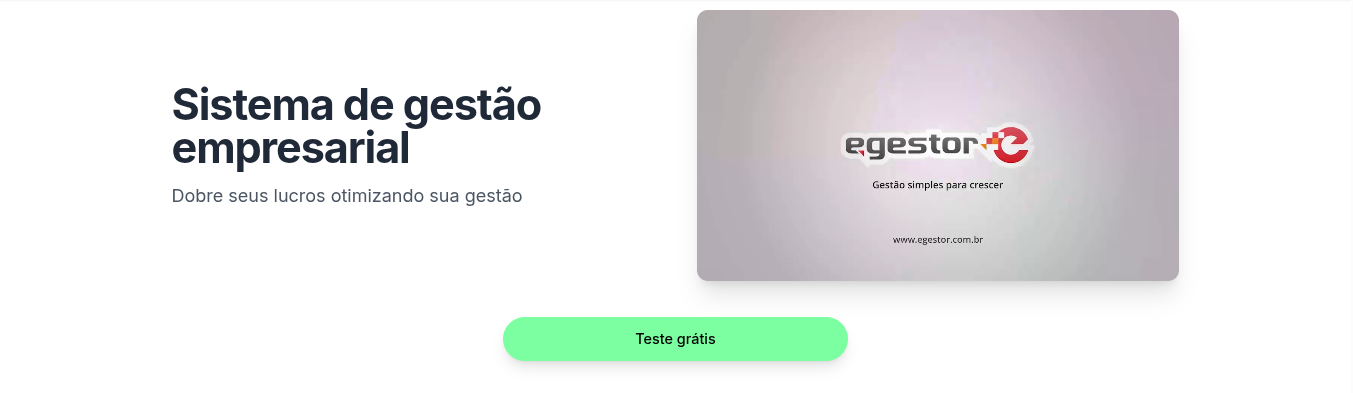 Sistema de gestão
empresarial
Dobre seus lucros otimizando sua gestão
egestor e
Gestão simples para crescer
www.egestor.com.br
Teste grátis